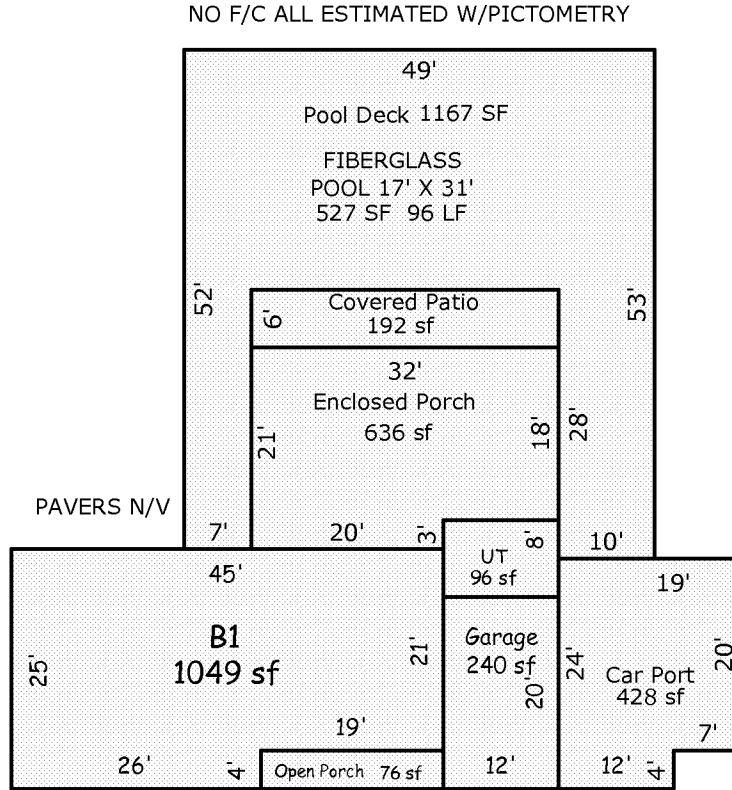 NO F/C ALL ESTIMATED W/PICTOMETRY
49'
Pool Deck 1167 SF
FIBERGLASS
POOL 17' X 31'
527 SF 96 LF
52'
53'
Covered Patio
192 sf
6'
32'
Enclosed Porch
636 sf
21'
18'
28'
PAVERS N/V
7'
20'
3'
8'
10'
UT
96 sf
45'
19'
B1
1049 sf
25'
21'
Garage
240 sf
20'
24'
Car Port
428 sf
20'
19'
7'
26'
4'
Open Porch 76 sf
12'
12'
4'